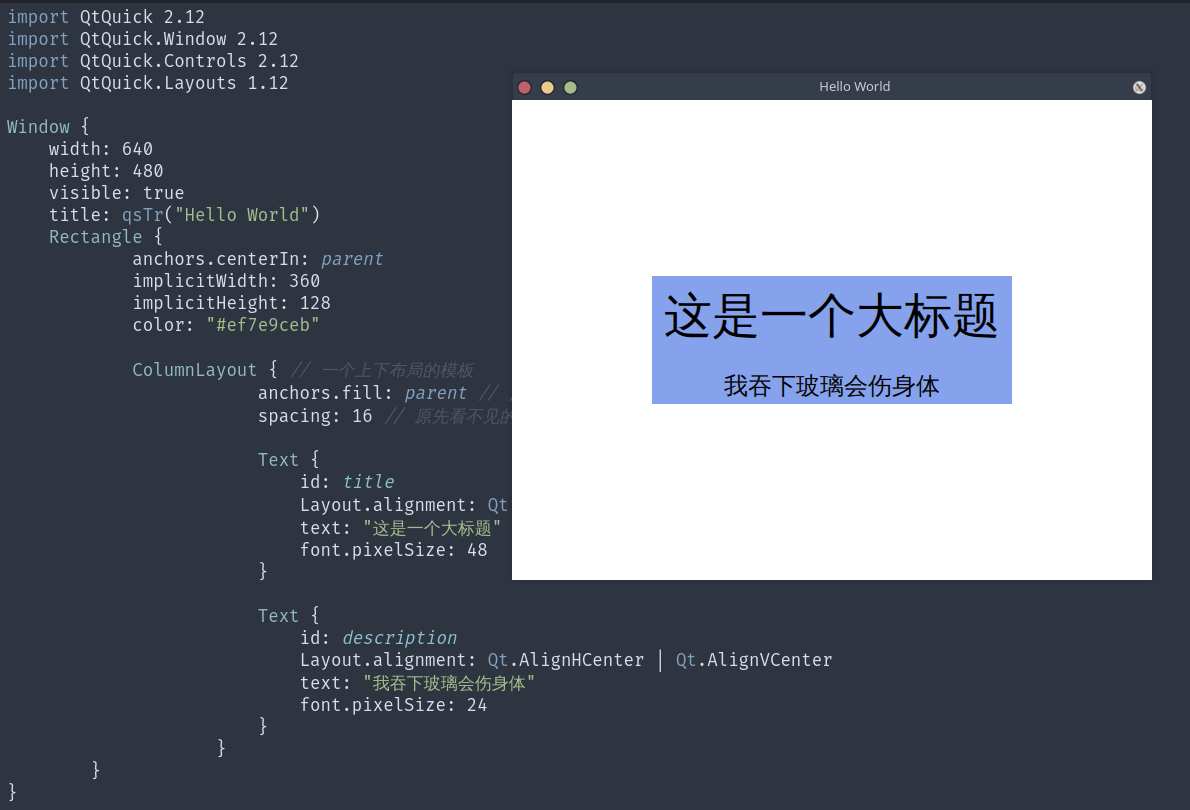 import QtQuick 2.12
import QtQuick.Window 2.12
import QtQuick.Controls 2.12
import QtQuick.Layouts 1.12
Window {
width: 640
height: 480
visible: true
title: qsTr("Hello World")
Rectangle {
anchors.centerIn: parent
implicitWidth: 360
implicitHeight: 128
color: "#ef7e9ceb"
ColumnLayout { // 一个上下布局的模板
anchors.fill: parent //
spacing: 16 // 原先看不见的
Text {
id: title
Layout.alignment: Qt
text: "这是一个大标题"
font.pixelSize: 48
}
Text {
id: description
Layout.alignment: Qt.AlignHCenter | Qt.AlignVCenter
text: "我吞下玻璃会伤身体"
font.pixelSize: 24
}
}
}
}
Hello World
这是一个大标题
我吞下玻璃会伤身体